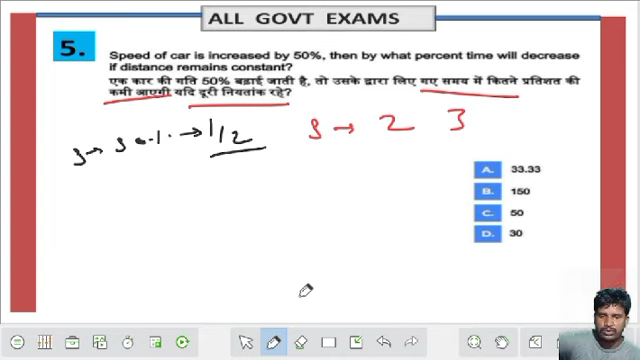 ALL GOVT EXAMS
5.
Speed of car is increased by 50%, then by what percent time will decrease
if distance remains constant?
एक कार की गति 50% बढाई जाती है, तो उसके द्वारा लिए गए समय में कितने प्रतिशत की
कमी आएगी यदि दूरी नियतांक रहे?
S → 50% → 1/2
S → 2 3
A. 33.33
B. 150
C. 50
D. 30